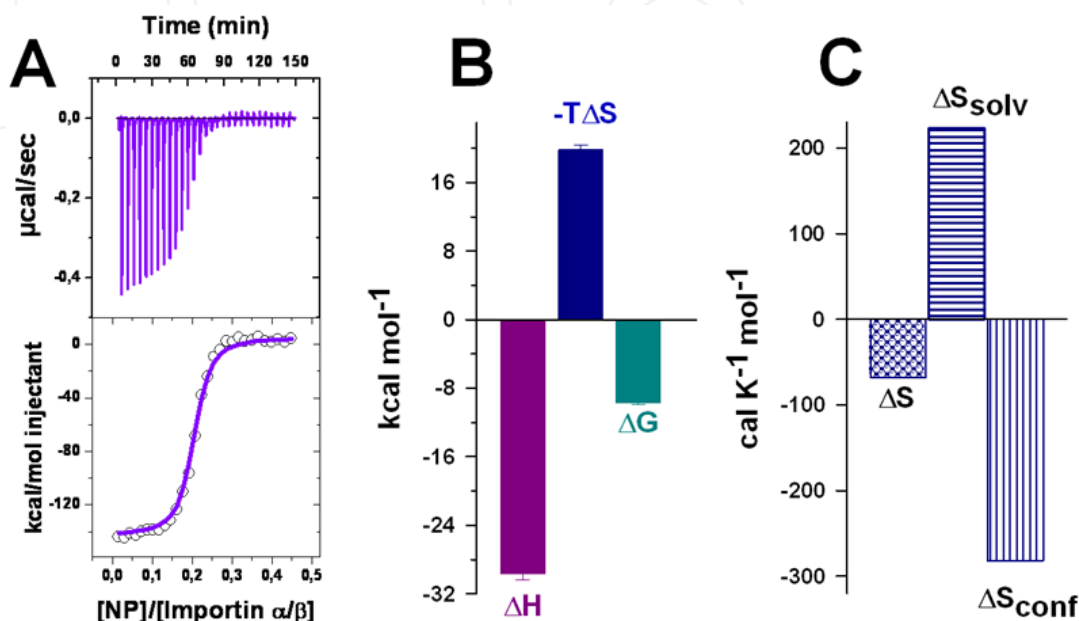 A
Time (min)
0 30 60 90 120 150
µcal/sec
0,0
-0,2
-0,4
kcal/mol injectant
0
-40
-80
-120
0,0 0,1 0,2 0,3 0,4 0,5
[NP]/[Importin α/β]
B
kcal mol⁻¹
16
8
0
-8
-16
-24
-32
-TΔS
ΔG
ΔH
C
cal K⁻¹ mol⁻¹
200
100
0
-100
-200
-300
ΔSsolv
ΔS
ΔSconf